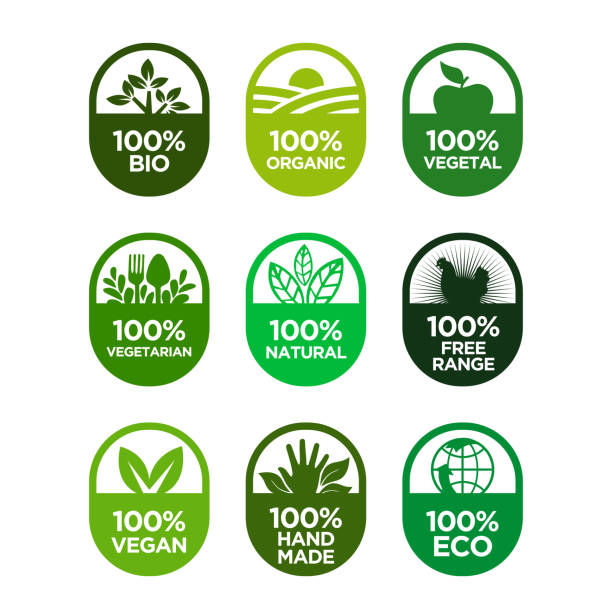 100%
BIO
100%
ORGANIC
100%
VEGETAL
100%
VEGETARIAN
100%
NATURAL
100%
FREE
RANGE
100%
VEGAN
100%
HAND
MADE
100%
ECO